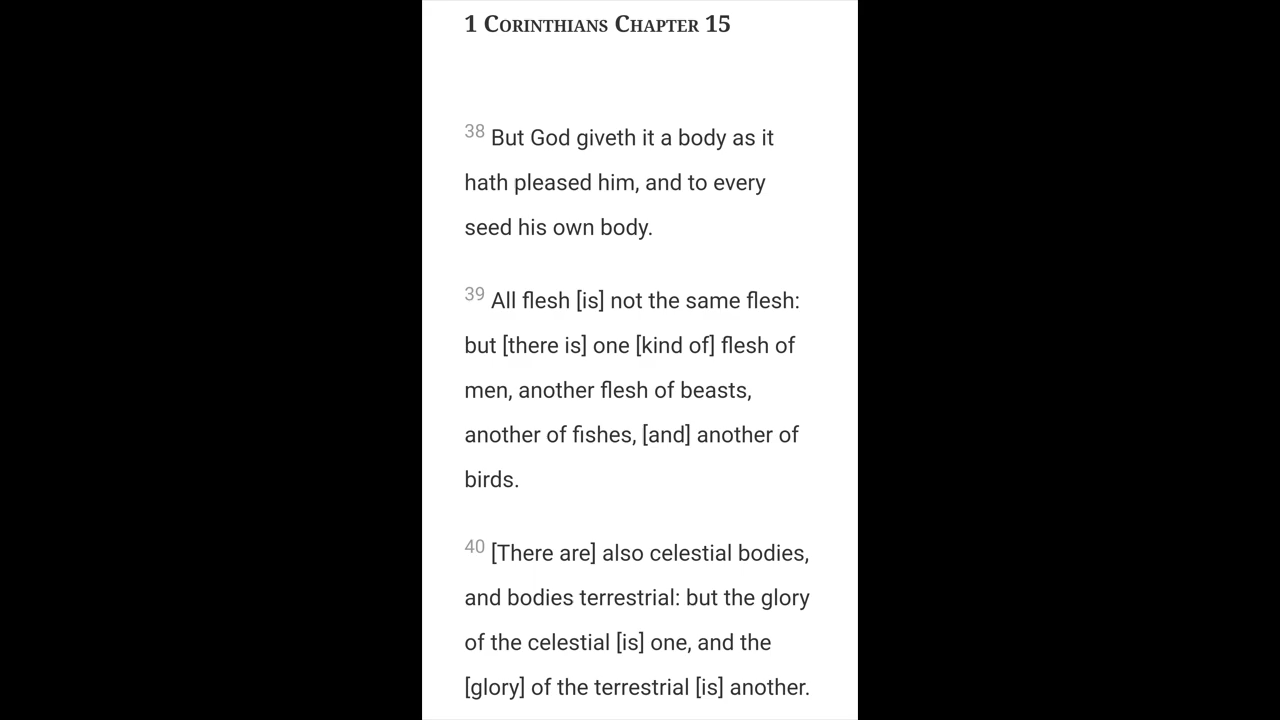 1 Corinthians Chapter 15
38 But God giveth it a body as it
hath pleased him, and to every
seed his own body.
39 All flesh [is] not the same flesh:
but [there is] one [kind of] flesh of
men, another flesh of beasts,
another of fishes, [and] another of
birds.
40 [There are] also celestial bodies,
and bodies terrestrial: but the glory
of the celestial [is] one, and the
[glory] of the terrestrial [is] another.